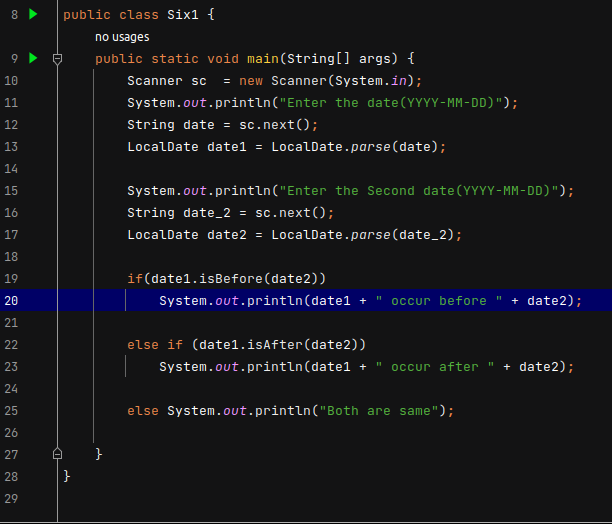 8 public class Six1 {
no usages
9 public static void main(String[] args) {
10 Scanner sc  = new Scanner(System.in);
11 System.out.println("Enter the date(YYYY-MM-DD)");
12 String date = sc.next();
13 LocalDate date1 = LocalDate.parse(date);
14
15 System.out.println("Enter the Second date(YYYY-MM-DD)");
16 String date_2 = sc.next();
17 LocalDate date2 = LocalDate.parse(date_2);
18
19 if(date1.isBefore(date2))
20 System.out.println(date1 + " occur before " + date2);
21
22 else if (date1.isAfter(date2))
23 System.out.println(date1 + " occur after " + date2);
24
25 else System.out.println("Both are same");
26
27 }
28 }
29